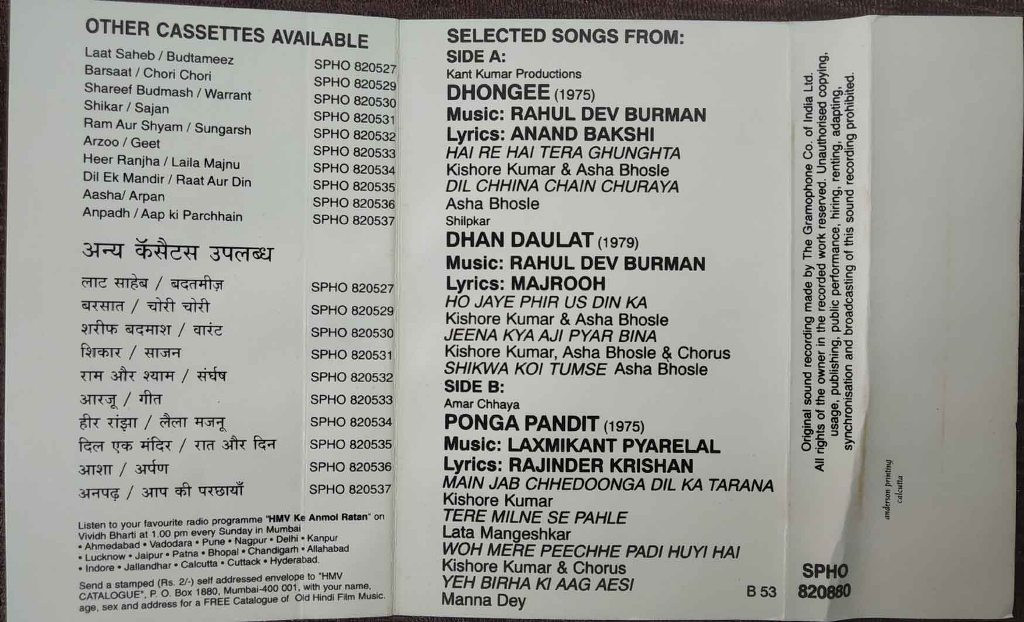 OTHER CASSETTES AVAILABLE
Laat Saheb / Budtameez SPHO 820527
Barsaat / Chori Chori SPHO 820529
Shareef Budmash / Warrant SPHO 820530
Shikar / Sajan SPHO 820531
Ram Aur Shyam / Sungarsh SPHO 820532
Arzoo / Geet SPHO 820533
Heer Ranjha / Laila Majnu SPHO 820534
Dil Ek Mandir / Raat Aur Din SPHO 820535
Aasha/ Arpan SPHO 820536
Anpadh / Aap ki Parchhain SPHO 820537
अन्य कॅसैटस उपलब्ध
लाट साहेब / बदतमीज़ SPHO 820527
बरसात / चोरी चोरी SPHO 820529
शरीफ बदमाश / वारंट SPHO 820530
शिकार / साजन SPHO 820531
राम और श्याम / संर्घष SPHO 820532
आरजू / गीत SPHO 820533
हीर रांझा / लैला मजनू SPHO 820534
दिल एक मंदिर / रात और दिन SPHO 820535
आशा / अर्पण SPHO 820536
अनपढ़ / आप की परछायाँ SPHO 820537
Listen to your favourite radio programme "HMV Ke Anmol Ratan" on
Vividh Bharti at 1.00 pm every Sunday in Mumbai
• Ahmedabad • Vadodara • Pune • Nagpur • Delhi • Kanpur
• Lucknow • Jaipur • Patna • Bhopal • Chandigarh • Allahabad
• Indore • Jallandhar • Calcutta • Cuttack • Hyderabad.
Send a stamped (Rs. 2/-) self addressed envelope to "HMV
CATALOGUE", P. O. Box 1880, Mumbai-400 001, with your name,
age, sex and address for a FREE Catalogue of Old Hindi Film Music.
SELECTED SONGS FROM:
SIDE A:
Kant Kumar Productions
DHONGEE (1975)
Music: RAHUL DEV BURMAN
Lyrics: ANAND BAKSHI
HAI RE HAI TERA GHUNGHTA
Kishore Kumar & Asha Bhosle
DIL CHHINA CHAIN CHURAYA
Asha Bhosle
Shilpkar
DHAN DAULAT (1979)
Music: RAHUL DEV BURMAN
Lyrics: MAJROOH
HO JAYE PHIR US DIN KA
Kishore Kumar & Asha Bhosle
JEENA KYA AJI PYAR BINA
Kishore Kumar, Asha Bhosle & Chorus
SHIKWA KOI TUMSE Asha Bhosle
SIDE B:
Amar Chhaya
PONGA PANDIT (1975)
Music: LAXMIKANT PYARELAL
Lyrics: RAJINDER KRISHAN
MAIN JAB CHHEDOONGA DIL KA TARANA
Kishore Kumar
TERE MILNE SE PAHLE
Lata Mangeshkar
WOH MERE PEECHHE PADI HUYI HAI
Kishore Kumar & Chorus
YEH BIRHA KI AAG AESI
Manna Dey
B 53
Original sound recording made by The Gramophone Co. of India Ltd.
All rights of the owner in the recorded work reserved. Unauthorised copying,
usage, publishing, public performance, hiring, renting, adapting,
synchronisation and broadcasting of this sound recording prohibited.
SPHO
820880
anderson printing
calcutta